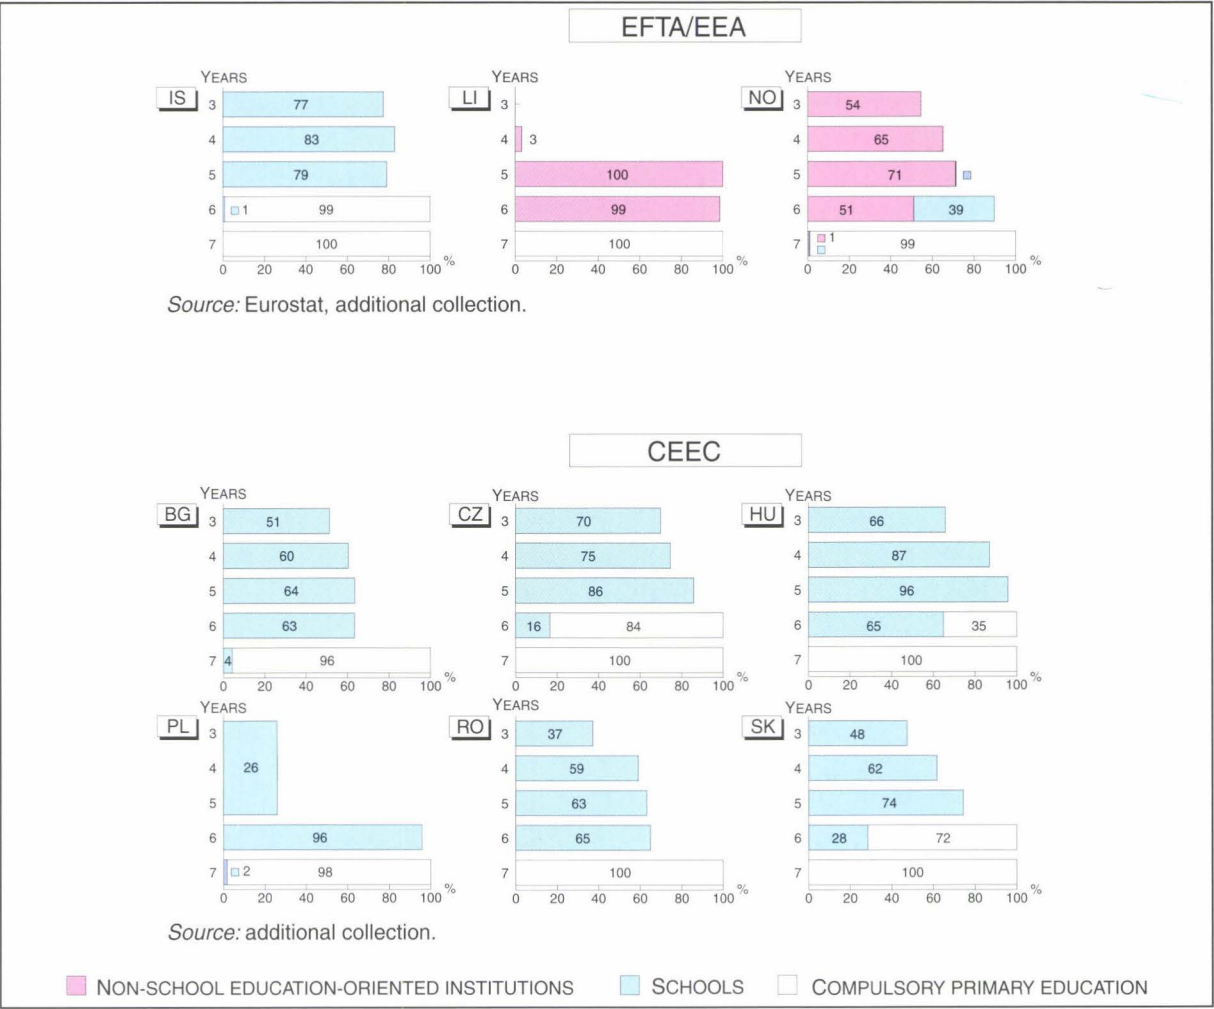 EFTA/EEA
YEARS YEARS YEARS
IS 3 77 LI 3 NO 3 54
4 83 4 3 4 65
5 79 5 100 5 71
6 1 99 6 99 6 51 39
7 100 7 100 7 1 99
0 20 40 60 80 100 % 0 20 40 60 80 100 % 0 20 40 60 80 100 %
Source: Eurostat, additional collection.
CEEC
YEARS YEARS YEARS
BG 3 51 CZ 3 70 HU 3 66
4 60 4 75 4 87
5 64 5 86 5 96
6 63 6 16 84 6 65 35
7 4 96 7 100 7 100
0 20 40 60 80 100 % 0 20 40 60 80 100 % 0 20 40 60 80 100 %
YEARS YEARS YEARS
PL 3 RO 3 37 SK 3 48
4 26 4 59 4 62
5 5 63 5 74
6 96 6 65 6 28 72
7 2 98 7 100 7 100
0 20 40 60 80 100 % 0 20 40 60 80 100 % 0 20 40 60 80 100 %
Source: additional collection.
NON-SCHOOL EDUCATION-ORIENTED INSTITUTIONS SCHOOLS COMPULSORY PRIMARY EDUCATION